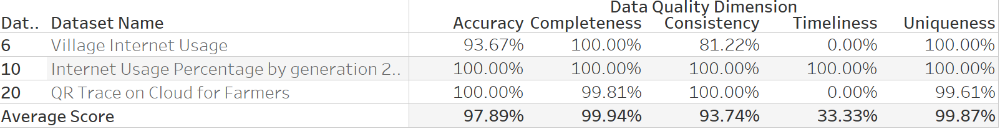 Data Quality Dimension
Dat.. Dataset Name Accuracy Completeness Consistency Timeliness Uniqueness
6 Village Internet Usage 93.67% 100.00% 81.22% 0.00% 100.00%
10 Internet Usage Percentage by generation 2.. 100.00% 100.00% 100.00% 100.00% 100.00%
20 QR Trace on Cloud for Farmers 100.00% 99.81% 100.00% 0.00% 99.61%
Average Score 97.89% 99.94% 93.74% 33.33% 99.87%